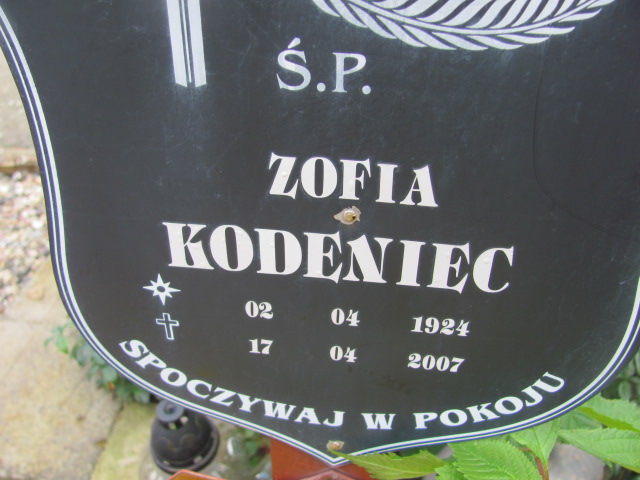 Ś.P.
ZOFIA
KODENIEC
02 04 1924
17 04 2007
SPOCZYWAJ W POKOJU